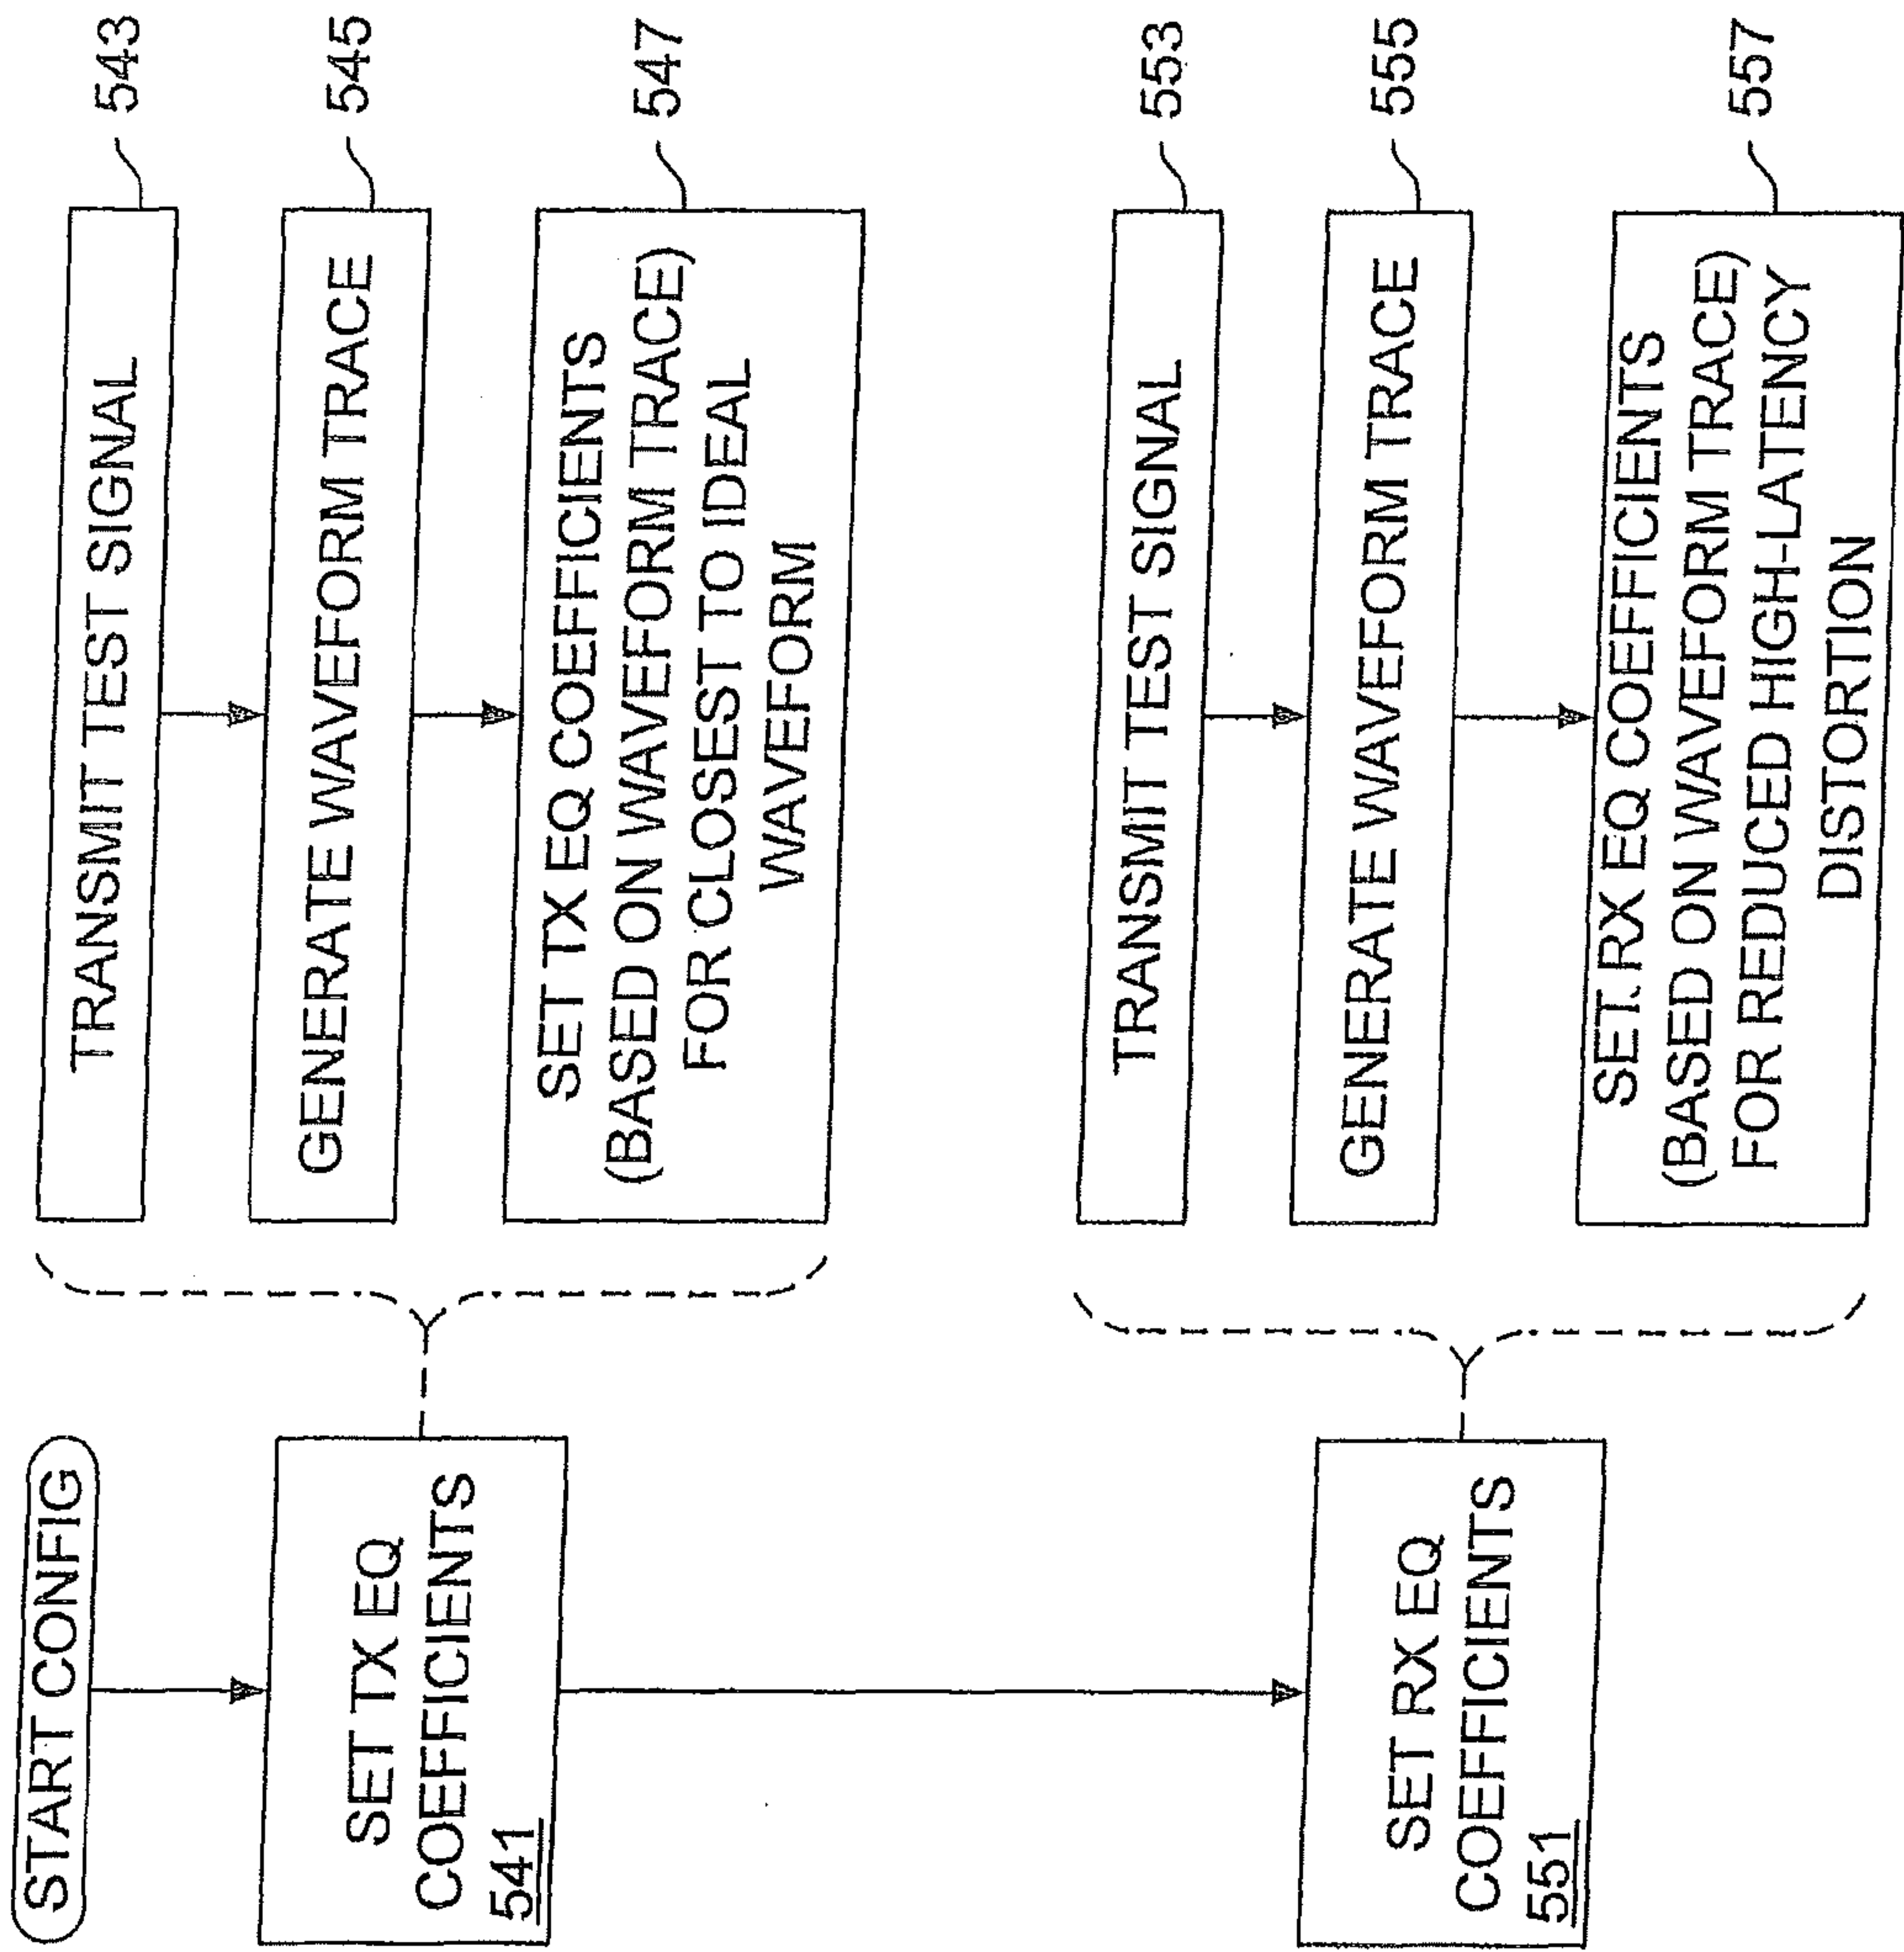 START CONFIG
SET TX EQ
COEFFICIENTS
541
TRANSMIT TEST SIGNAL
543
GENERATE WAVEFORM TRACE
545
SET TX EQ COEFFICIENTS
(BASED ON WAVEFORM TRACE)
FOR CLOSEST TO IDEAL
WAVEFORM
547
SET RX EQ
COEFFICIENTS
551
TRANSMIT TEST SIGNAL
553
GENERATE WAVEFORM TRACE
555
SET RX EQ COEFFICIENTS
(BASED ON WAVEFORM TRACE)
FOR REDUCED HIGH-LATENCY
DISTORTION
557